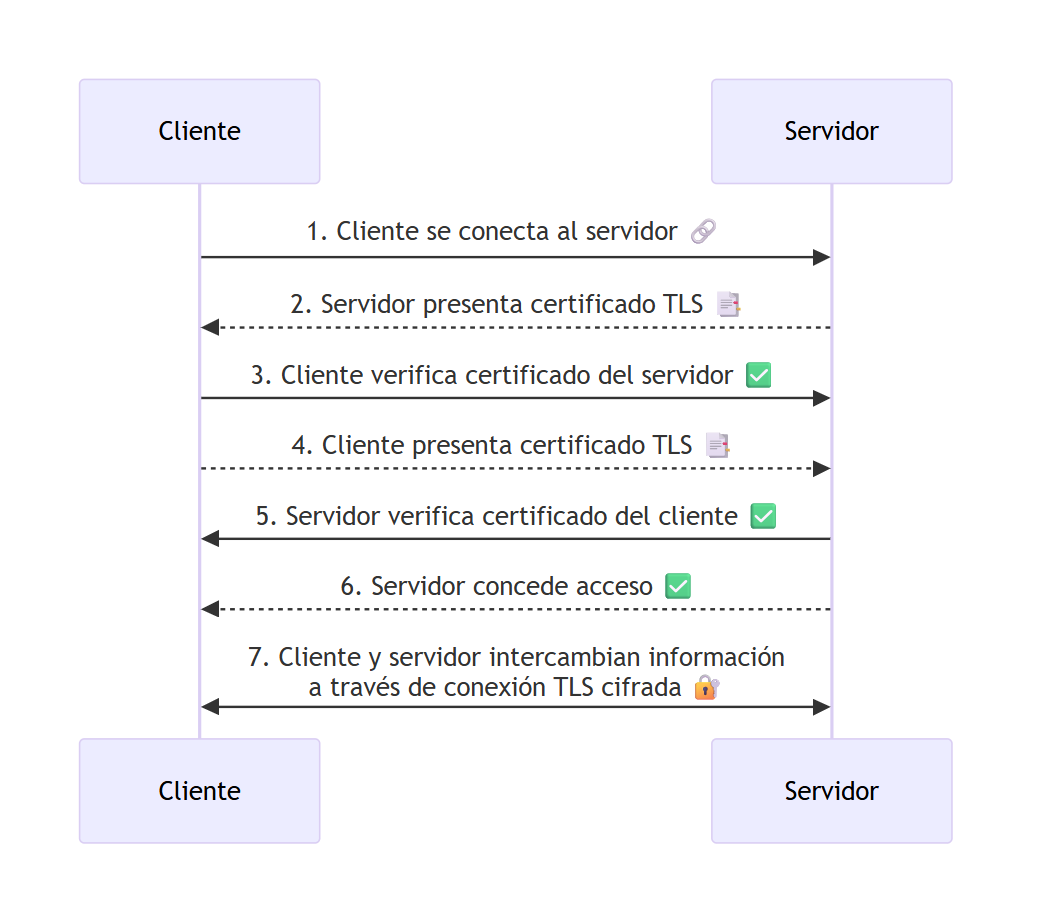 Cliente
Servidor
1. Cliente se conecta al servidor 🔗
2. Servidor presenta certificado TLS 📑
3. Cliente verifica certificado del servidor ✅
4. Cliente presenta certificado TLS 📑
5. Servidor verifica certificado del cliente ✅
6. Servidor concede acceso ✅
7. Cliente y servidor intercambian información
a través de conexión TLS cifrada 🔐
Cliente
Servidor